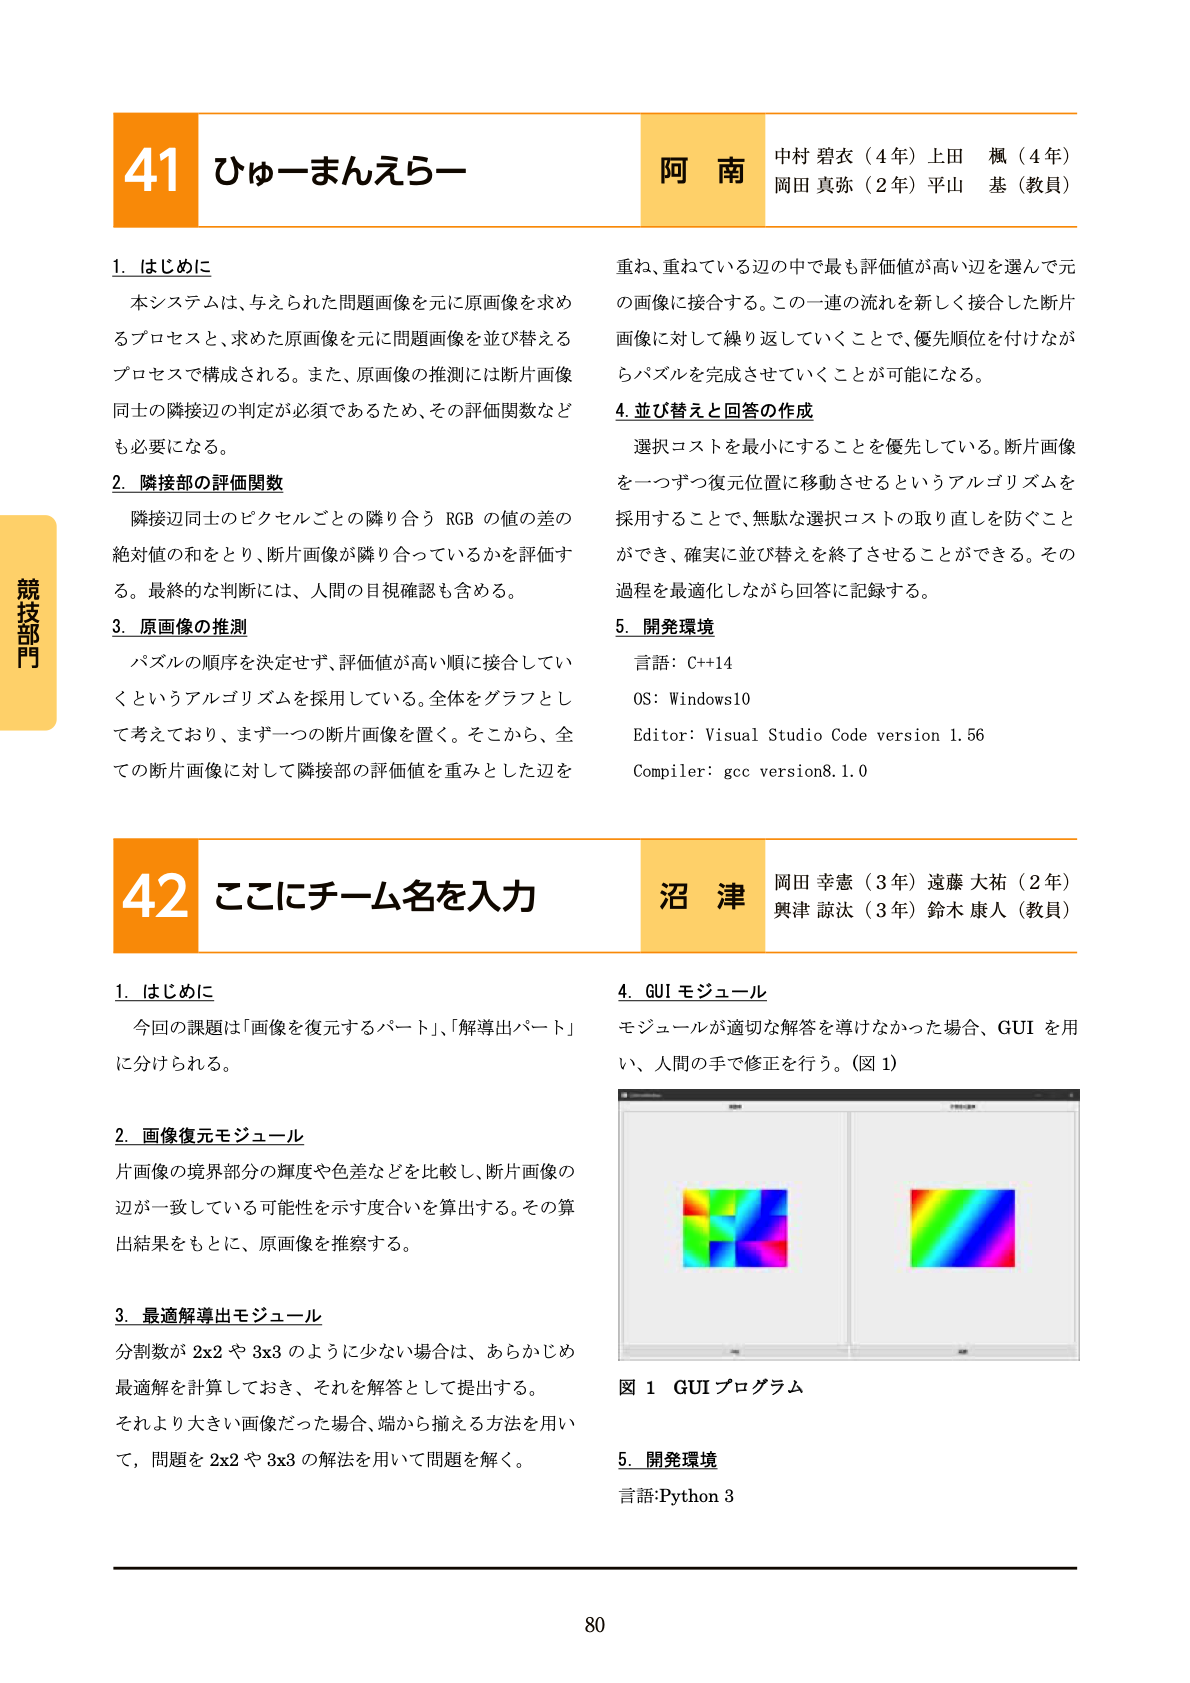 41 ひゅーまんえらー 阿 南 中村 碧衣（４年）上田　楓（４年）
岡田 真弥（２年）平山　基（教員）
1. はじめに
本システムは、与えられた問題画像を元に原画像を求め
るプロセスと、求めた原画像を元に問題画像を並び替える
プロセスで構成される。また、原画像の推測には断片画像
同士の隣接辺の判定が必須であるため、その評価関数など
も必要になる。
2. 隣接部の評価関数
隣接辺同士のピクセルごとの隣り合う RGB の値の差の
絶対値の和をとり、断片画像が隣り合っているかを評価す
る。最終的な判断には、人間の目視確認も含める。
3. 原画像の推測
パズルの順序を決定せず、評価値が高い順に接合してい
くというアルゴリズムを採用している。全体をグラフとし
て考えており、まず一つの断片画像を置く。そこから、全
ての断片画像に対して隣接部の評価値を重みとした辺を
重ね、重ねている辺の中で最も評価値が高い辺を選んで元
の画像に接合する。この一連の流れを新しく接合した断片
画像に対して繰り返していくことで、優先順位を付けなが
らパズルを完成させていくことが可能になる。
4. 並び替えと回答の作成
選択コストを最小にすることを優先している。断片画像
を一つずつ復元位置に移動させるというアルゴリズムを
採用することで、無駄な選択コストの取り直しを防ぐこと
ができ、確実に並び替えを終了させることができる。その
過程を最適化しながら回答に記録する。
5. 開発環境
言語: C++14
OS: Windows10
Editor: Visual Studio Code version 1.56
Compiler: gcc version8.1.0
競技部門
42 ここにチーム名を入力 沼 津 岡田 幸憲（３年）遠藤 大祐（２年）
興津 諒汰（３年）鈴木 康人（教員）
1. はじめに
今回の課題は「画像を復元するパート」、「解導出パート」
に分けられる。
2. 画像復元モジュール
片画像の境界部分の輝度や色差などを比較し、断片画像の
辺が一致している可能性を示す度合いを算出する。その算
出結果をもとに、原画像を推察する。
3. 最適解導出モジュール
分割数が 2x2 や 3x3 のように少ない場合は、あらかじめ
最適解を計算しておき、それを解答として提出する。
それより大きい画像だった場合、端から揃える方法を用い
て，問題を 2x2 や 3x3 の解法を用いて問題を解く。
4. GUI モジュール
モジュールが適切な解答を導けなかった場合、GUI を用
い、人間の手で修正を行う。(図 1)
図 1　GUI プログラム
5. 開発環境
言語:Python 3
80